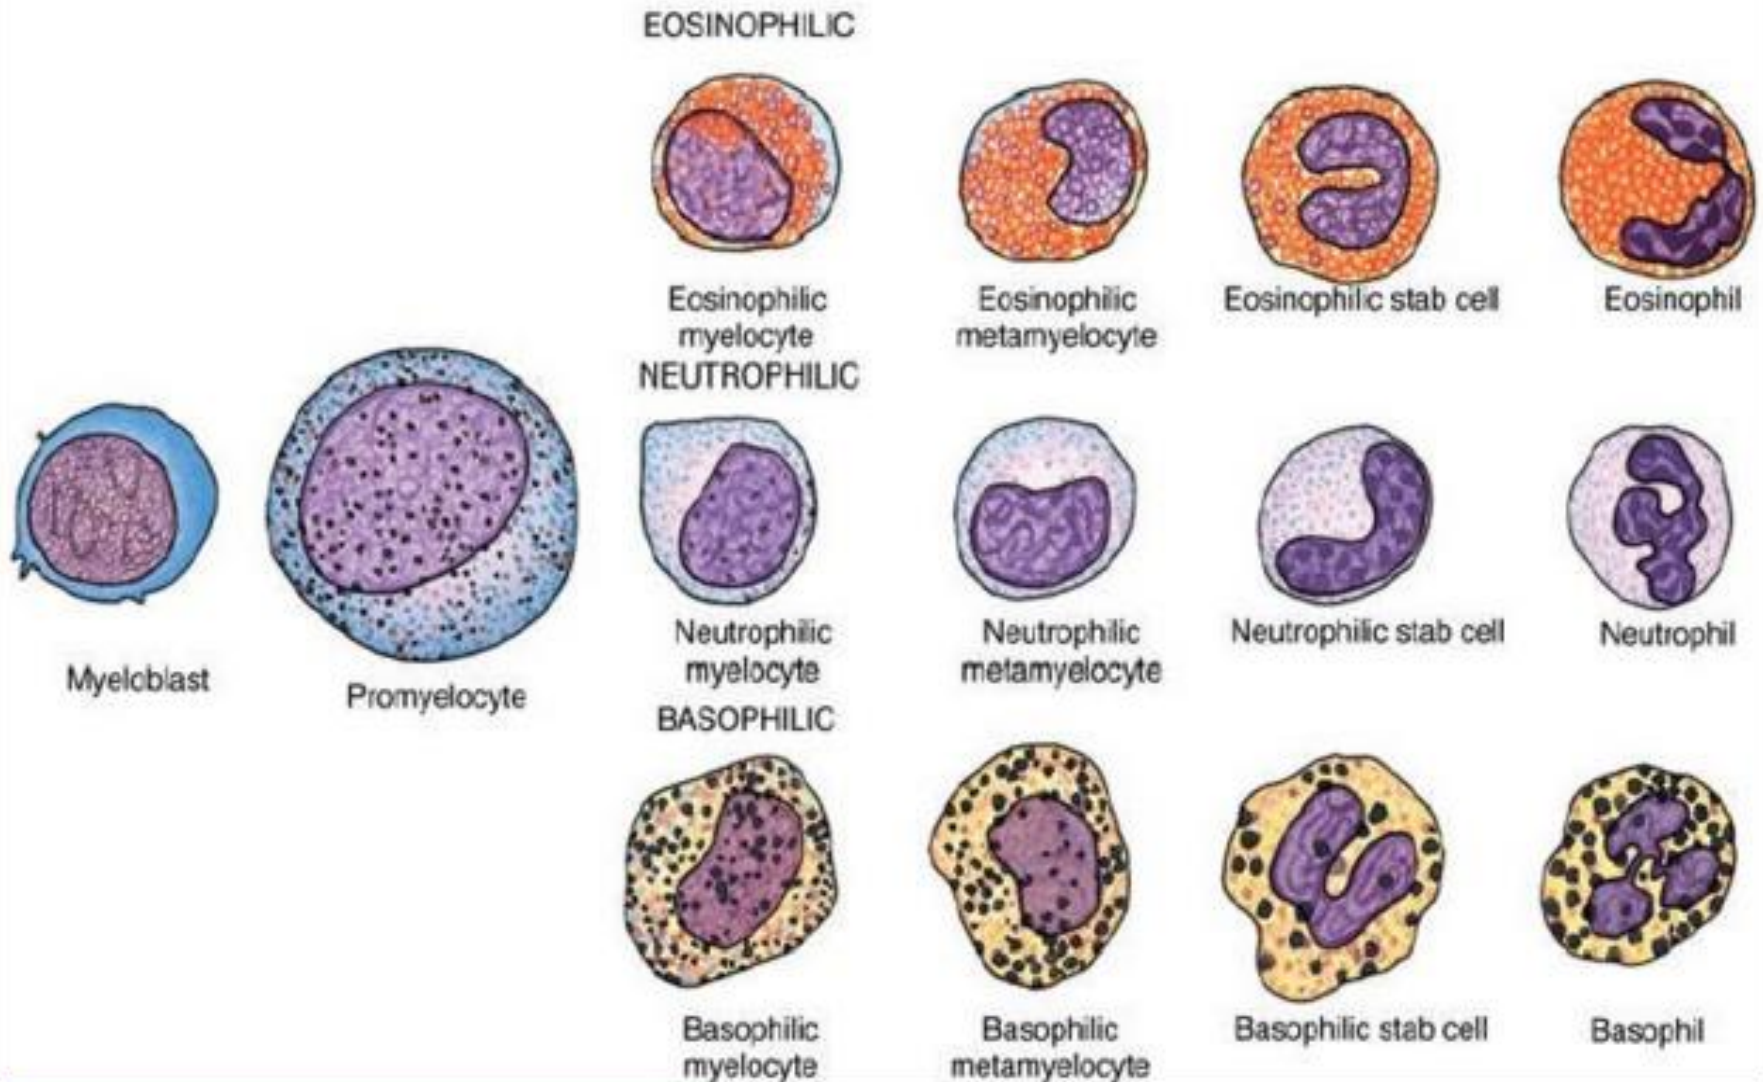 EOSINOPHILIC
Eosinophilic
myelocyte
Eosinophilic
metamyelocyte
Eosinophilic stab cell
Eosinophil
NEUTROPHILIC
Myeloblast
Promyelocyte
Neutrophilic
myelocyte
Neutrophilic
metamyelocyte
Neutrophilic stab cell
Neutrophil
BASOPHILIC
Basophilic
myelocyte
Basophilic
metamyelocyte
Basophilic stab cell
Basophil